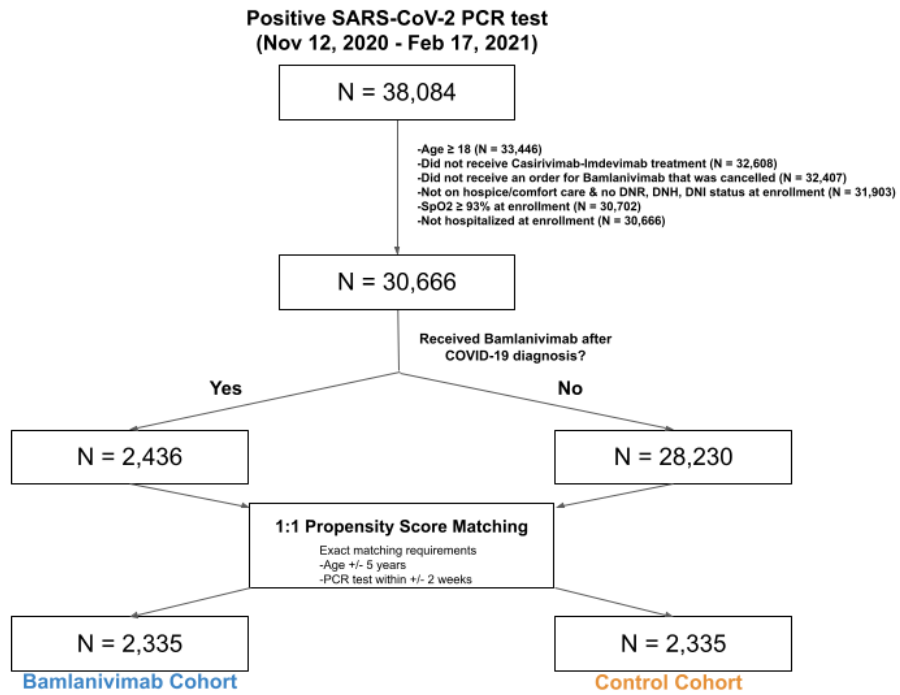 Positive SARS-CoV-2 PCR test
(Nov 12, 2020 - Feb 17, 2021)
N = 38,084
-Age ≥ 18 (N = 33,446)
-Did not receive Casirivimab-Imdevimab treatment (N = 32,608)
-Did not receive an order for Bamlanivimab that was cancelled (N = 32,407)
-Not on hospice/comfort care & no DNR, DNH, DNI status at enrollment (N = 31,903)
-SpO2 ≥ 93% at enrollment (N = 30,702)
-Not hospitalized at enrollment (N = 30,666)
N = 30,666
Received Bamlanivimab after
COVID-19 diagnosis?
Yes
No
N = 2,436
N = 28,230
1:1 Propensity Score Matching
Exact matching requirements
-Age +/- 5 years
-PCR test within +/- 2 weeks
N = 2,335
N = 2,335
Bamlanivimab Cohort
Control Cohort